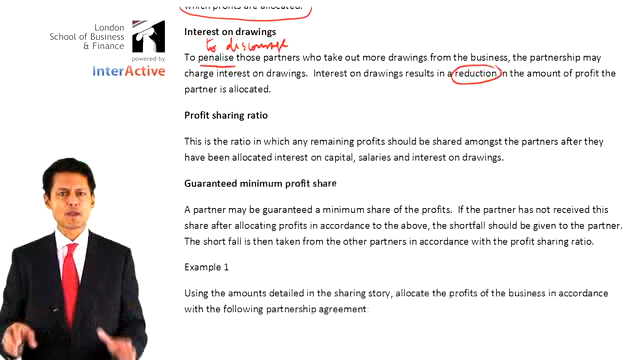 which profits are allocated.
London
School of Business
& Finance
powered by
InterActive
Interest on drawings
to discourage
To penalise those partners who take out more drawings from the business, the partnership may
charge interest on drawings. Interest on drawings results in a reduction in the amount of profit the
partner is allocated.
Profit sharing ratio
This is the ratio in which any remaining profits should be shared amongst the partners after they
have been allocated interest on capital, salaries and interest on drawings.
Guaranteed minimum profit share
A partner may be guaranteed a minimum share of the profits. If the partner has not received this
share after allocating profits in accordance to the above, the shortfall should be given to the partner.
The short fall is then taken from the other partners in accordance with the profit sharing ratio.
Example 1
Using the amounts detailed in the sharing story, allocate the profits of the business in accordance
with the following partnership agreement: